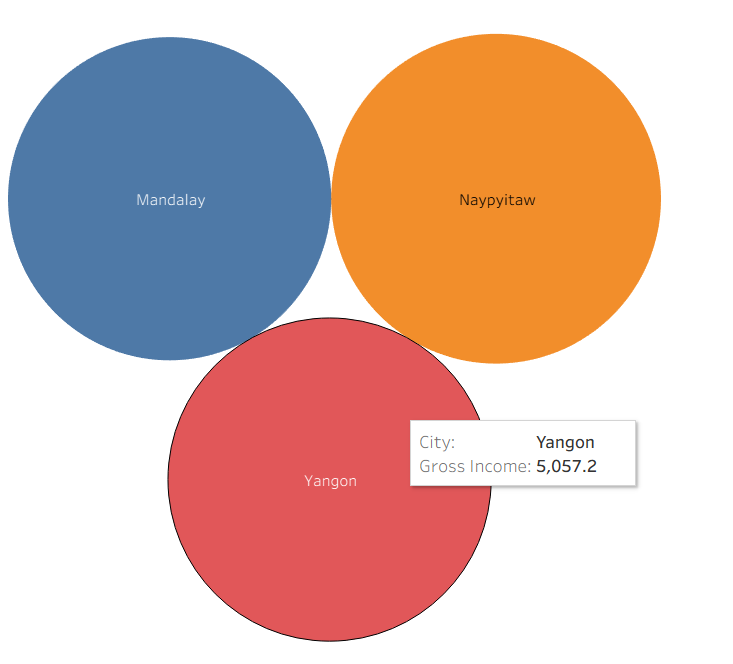 Mandalay
Naypyitaw
Yangon
City: Yangon
Gross Income: 5,057.2